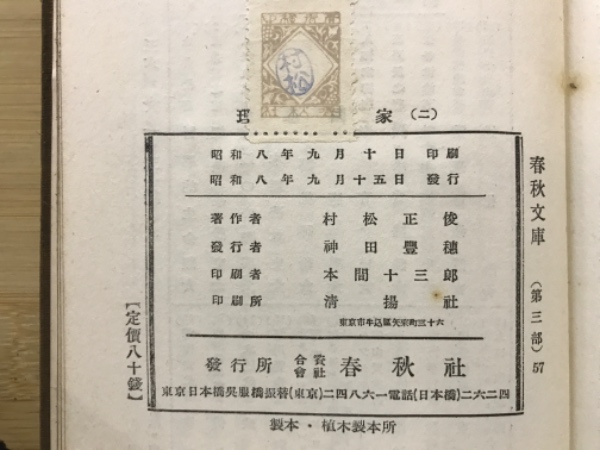 村松
理 家 (二)
昭和八年九月十日 印刷
昭和八年九月十五日 發行
著作者 村松正俊
發行者 神田豐穗
印刷者 本間十三郎
印刷所 淸揚社
東京市牛込區矢來町三十六
發行所 合資會社 春秋社
東京日本橋吳服橋振替(東京)二四八六一電話(日本橋)二六二四
製本・植木製本所
春秋文庫 (第三部) 57
【定價八十錢】